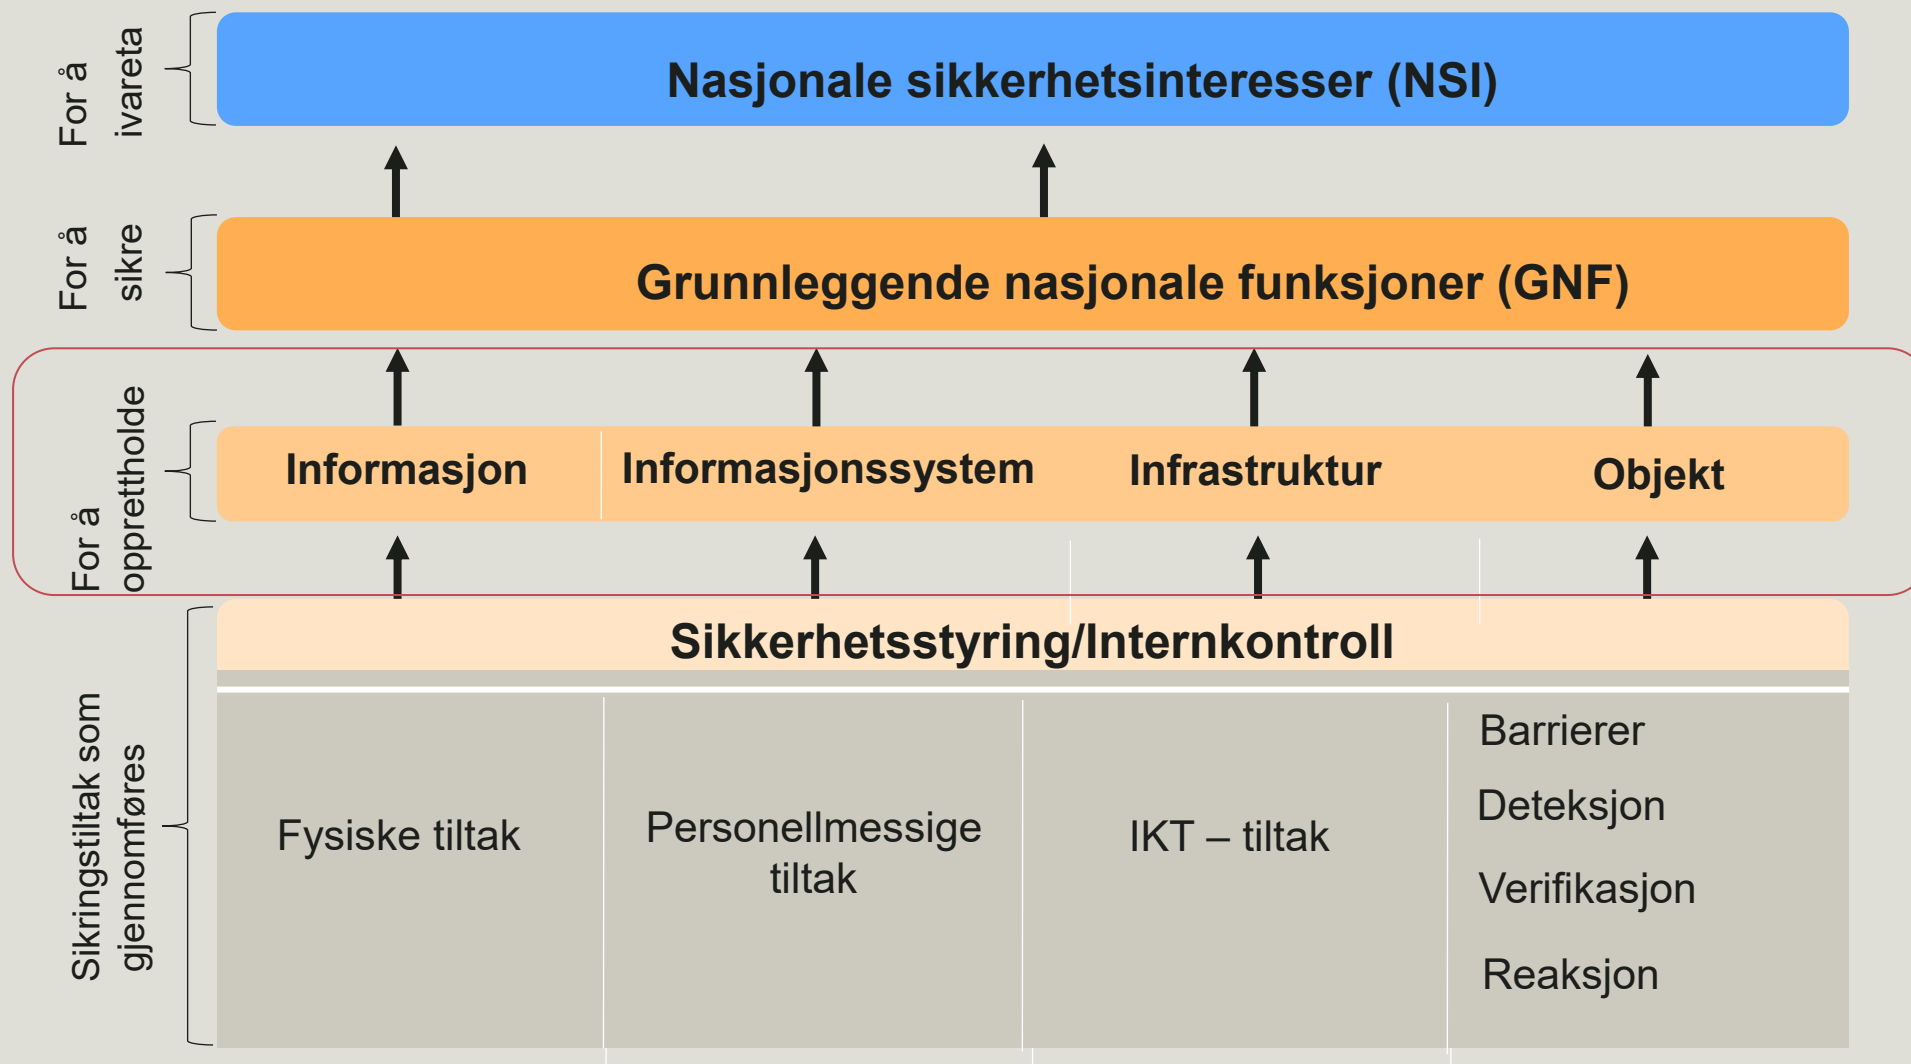 For å
ivareta
Nasjonale sikkerhetsinteresser (NSI)
For å
sikre
Grunnleggende nasjonale funksjoner (GNF)
For å
opprettholde
Informasjon
Informasjonssystem
Infrastruktur
Objekt
Sikringstiltak som
gjennomføres
Sikkerhetsstyring/Internkontroll
Fysiske tiltak
Personellmessige
tiltak
IKT – tiltak
Barrierer
Deteksjon
Verifikasjon
Reaksjon